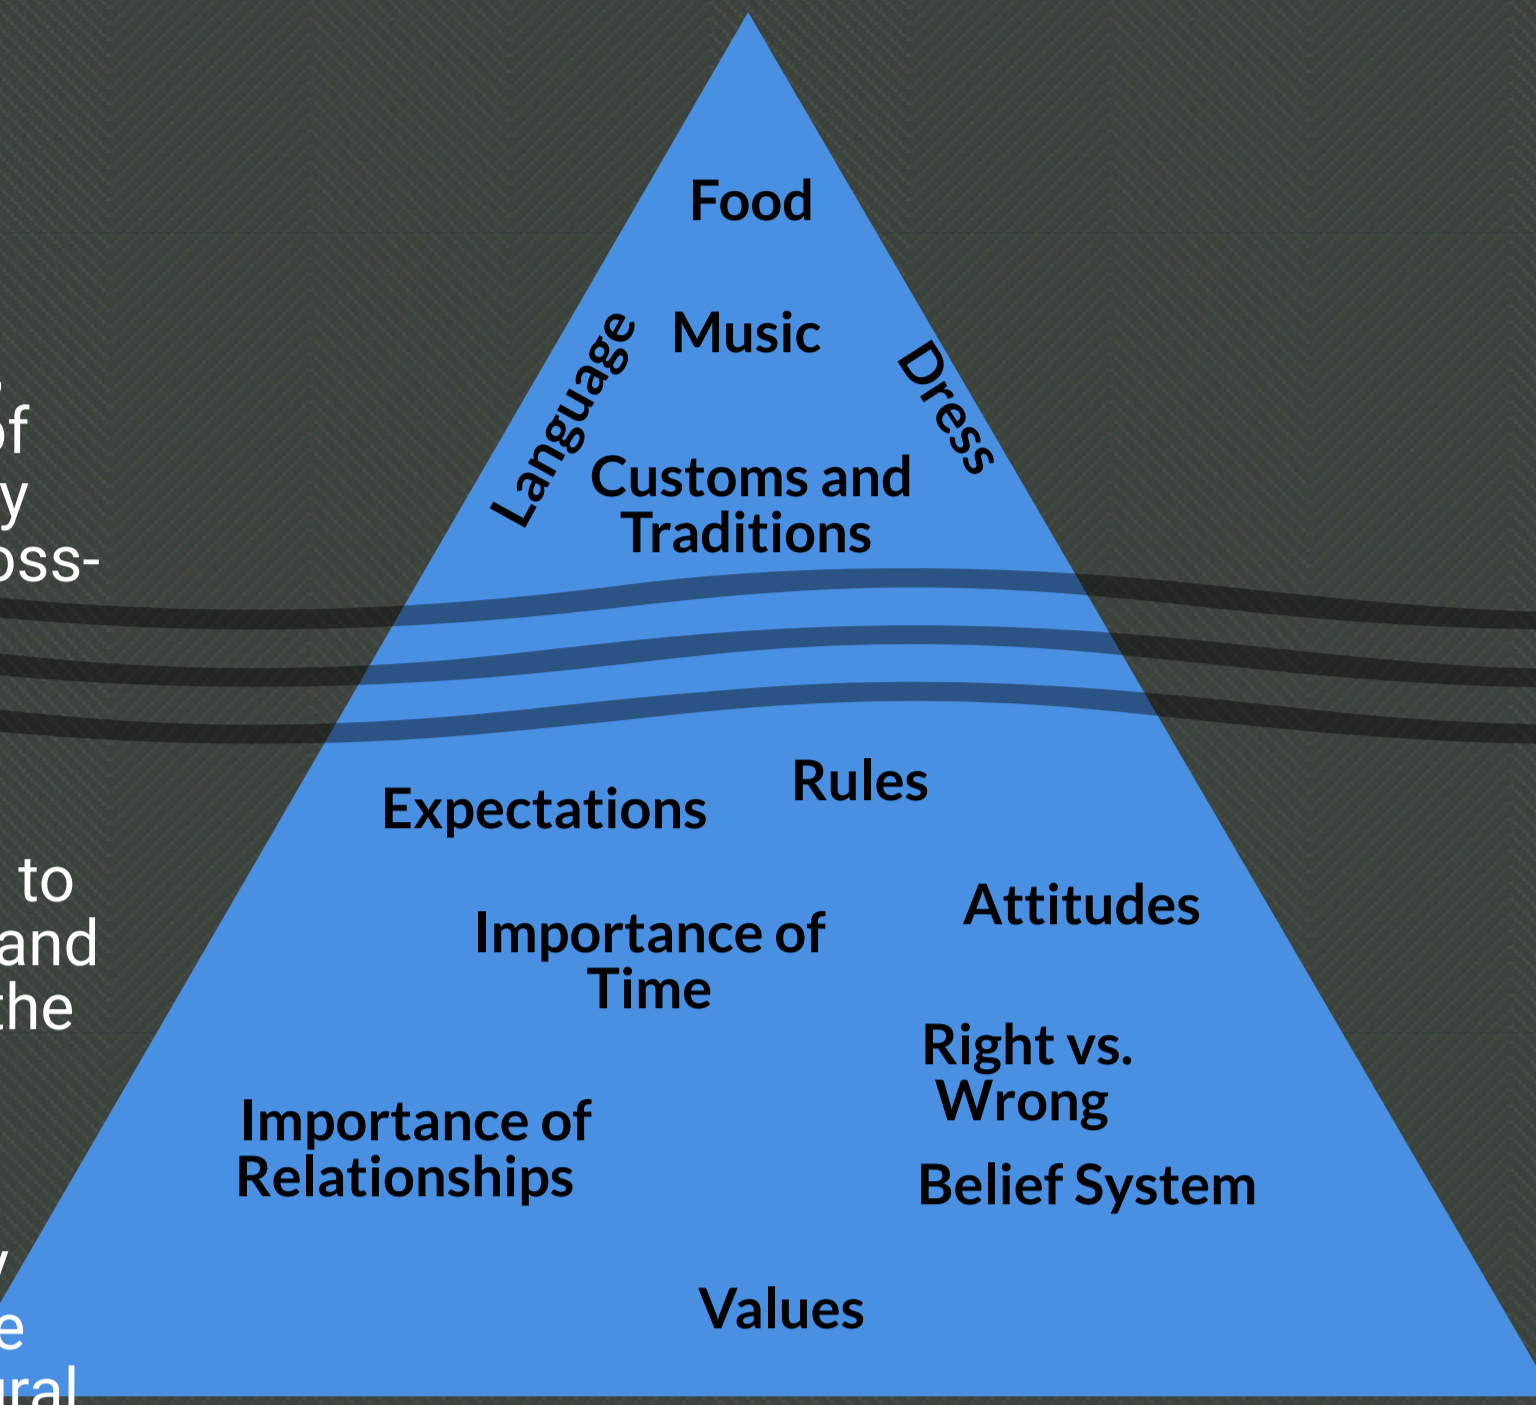 Food
Music
Language
Dress
Customs and
Traditions
of
y
oss-
Rules
Expectations
to
and
the
Attitudes
Importance of
Time
Right vs.
Wrong
Importance of
Relationships
Belief System
Values
y
e
ural